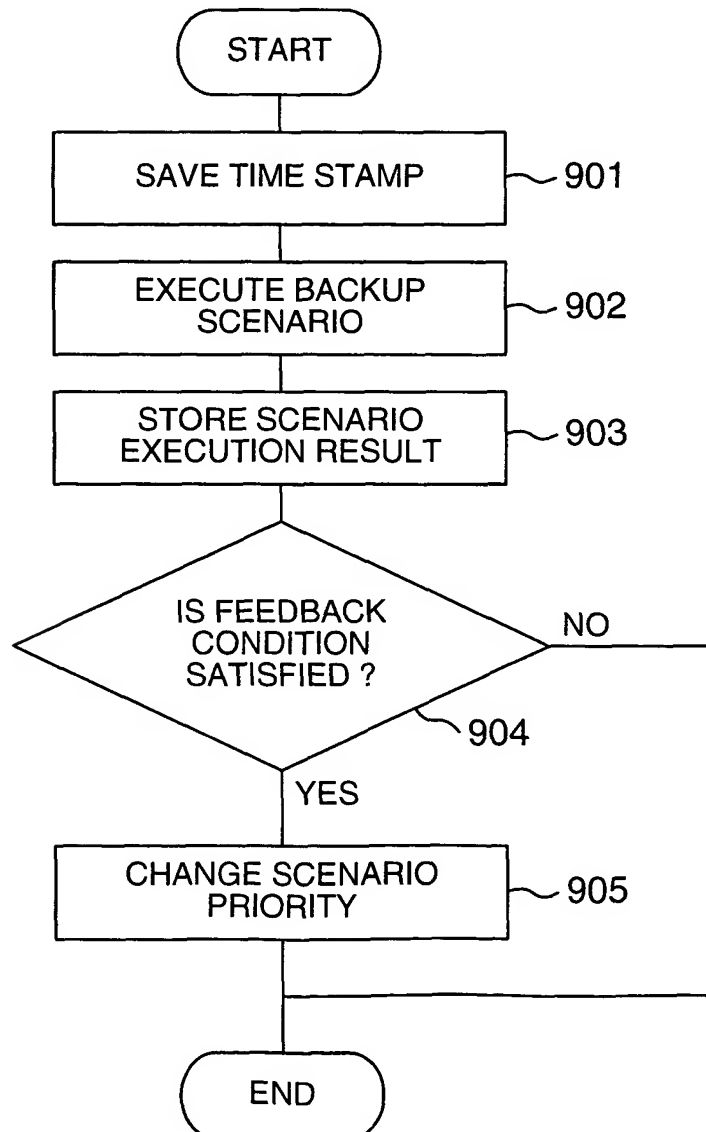 START
SAVE TIME STAMP
901
EXECUTE BACKUP
SCENARIO
902
STORE SCENARIO
EXECUTION RESULT
903
IS FEEDBACK
CONDITION
SATISFIED ?
NO
904
YES
CHANGE SCENARIO
PRIORITY
905
END